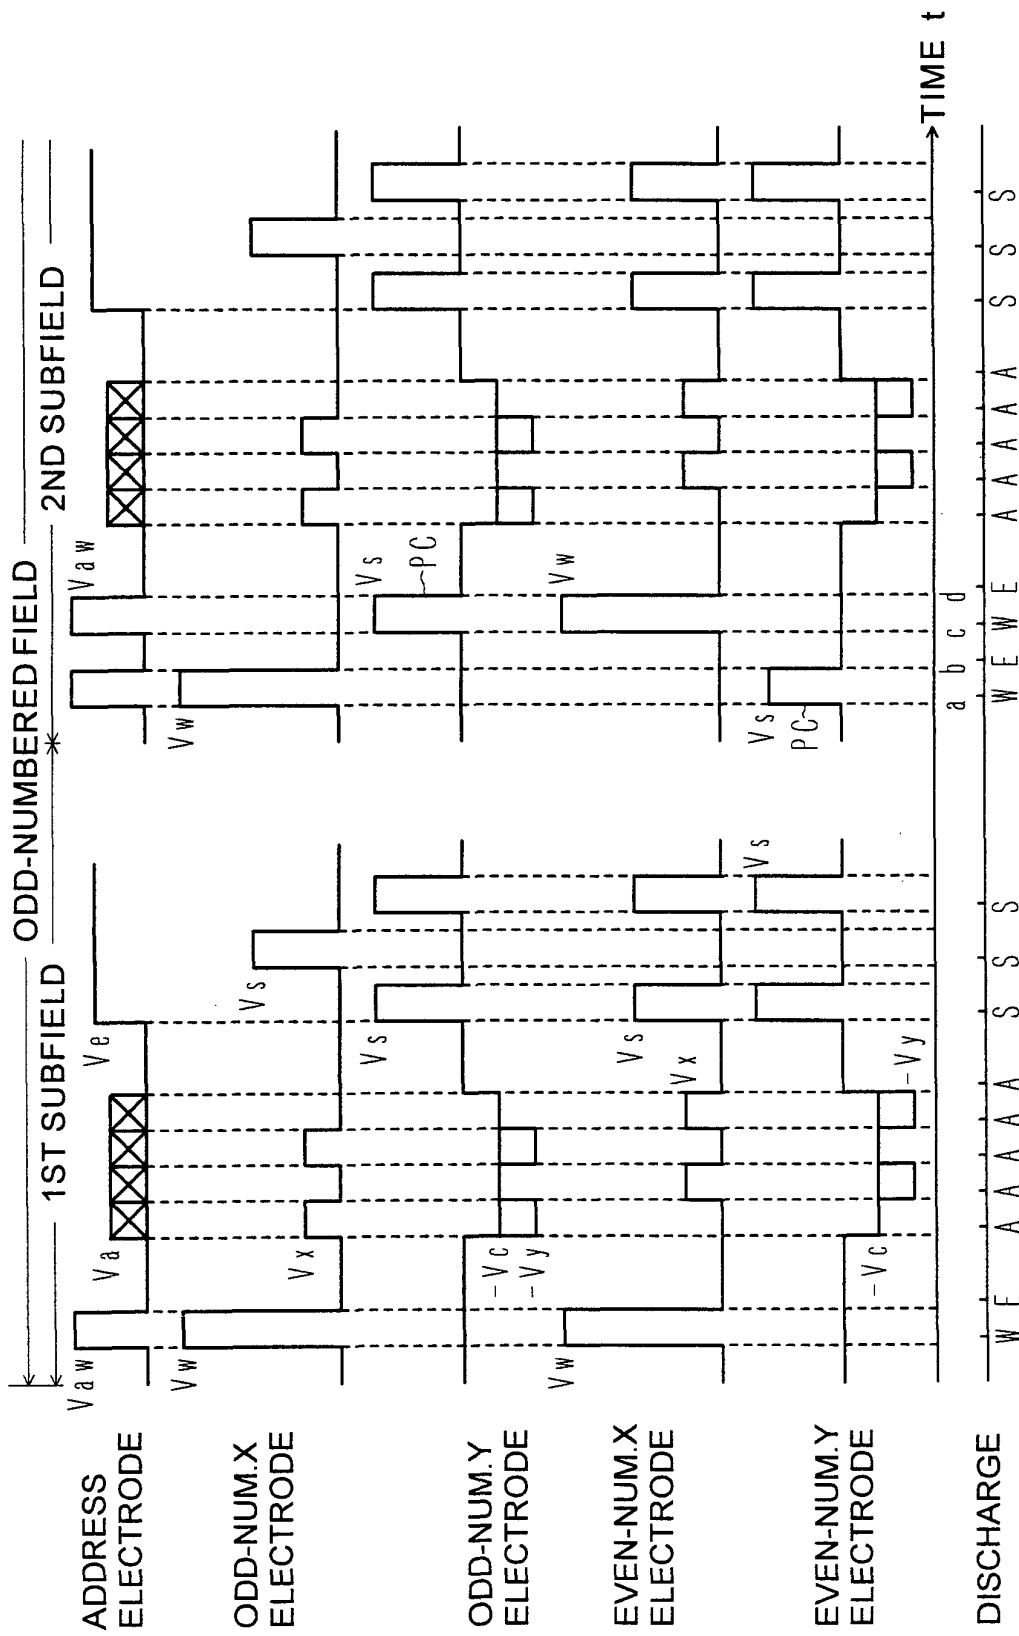 ODD-NUMBERED FIELD
1ST SUBFIELD
2ND SUBFIELD
ADDRESS
ELECTRODE
Vaw
Va
Ve
Vaw
ODD-NUM.X
ELECTRODE
Vw
Vx
Vs
Vw
ODD-NUM.Y
ELECTRODE
-Vc
-Vy
Vs
Vs
PC
EVEN-NUM.X
ELECTRODE
Vw
Vs
Vx
Vw
EVEN-NUM.Y
ELECTRODE
-Vc
-Vy
Vs
Vs
PC
a b c d
TIME t
DISCHARGE
W E A A A A A S S S W E W E A A A A A S S S